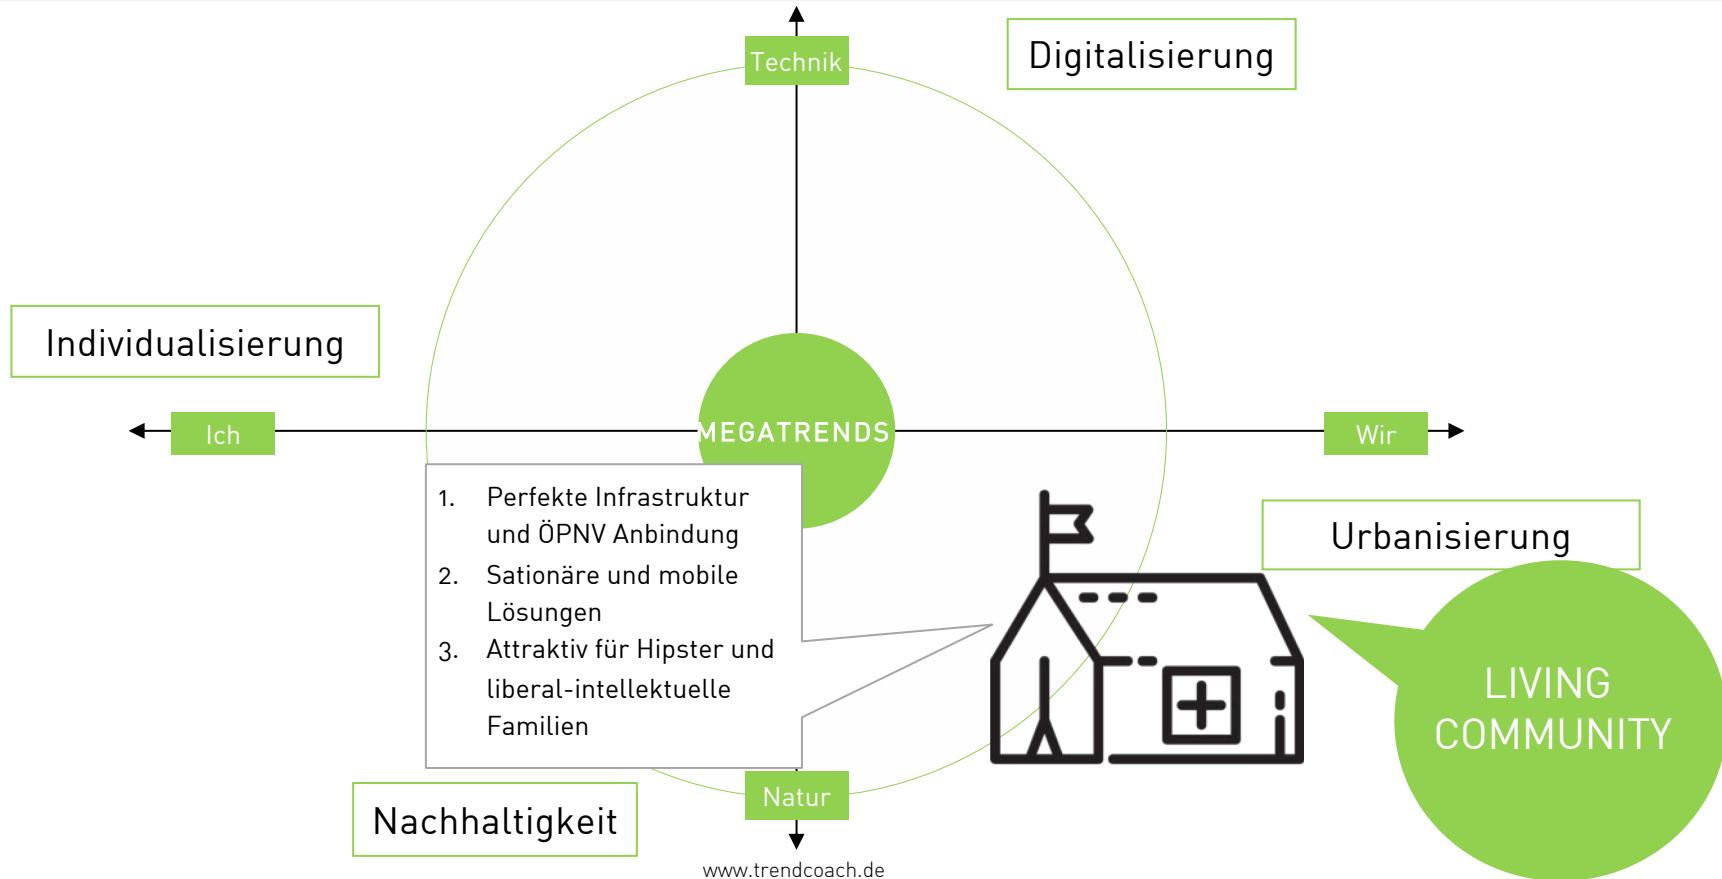 Technik
Digitalisierung
Individualisierung
Ich
MEGATRENDS
Wir
1. Perfekte Infrastruktur
und ÖPNV Anbindung
2. Sationäre und mobile
Lösungen
3. Attraktiv für Hipster und
liberal-intellektuelle
Familien
Urbanisierung
LIVING
COMMUNITY
Natur
Nachhaltigkeit
www.trendcoach.de